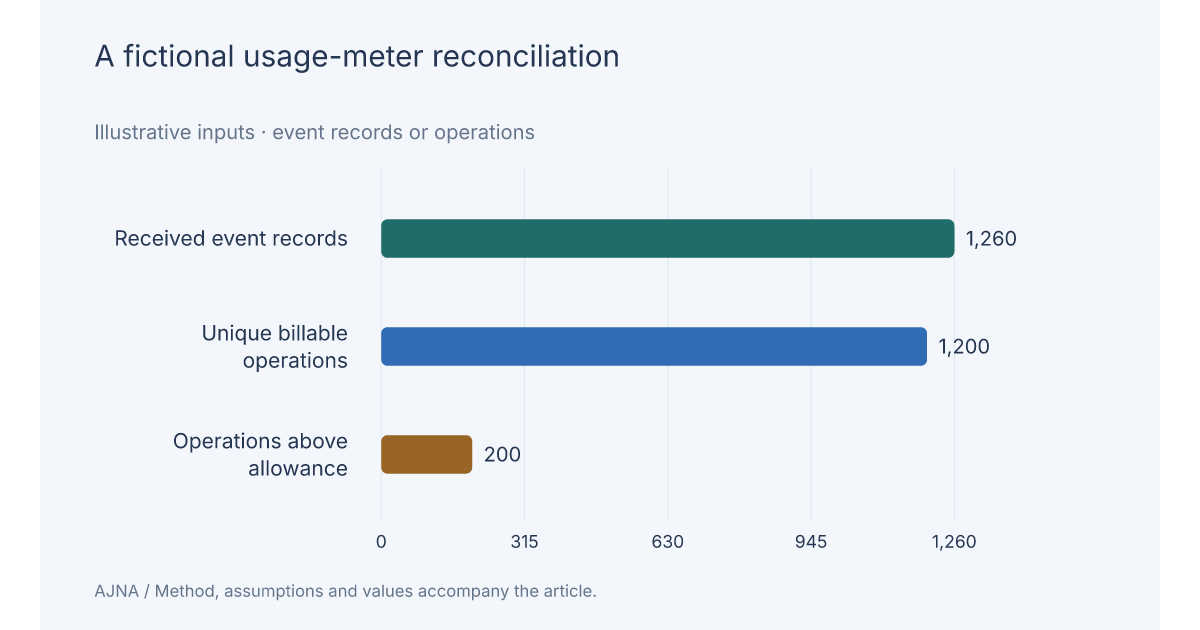 A fictional usage-meter reconciliation
Illustrative inputs · event records or operations
Received event records
1,260
Unique billable
operations
1,200
Operations above
allowance
200
0
315
630
945
1,260
AJNA / Method, assumptions and values accompany the article.